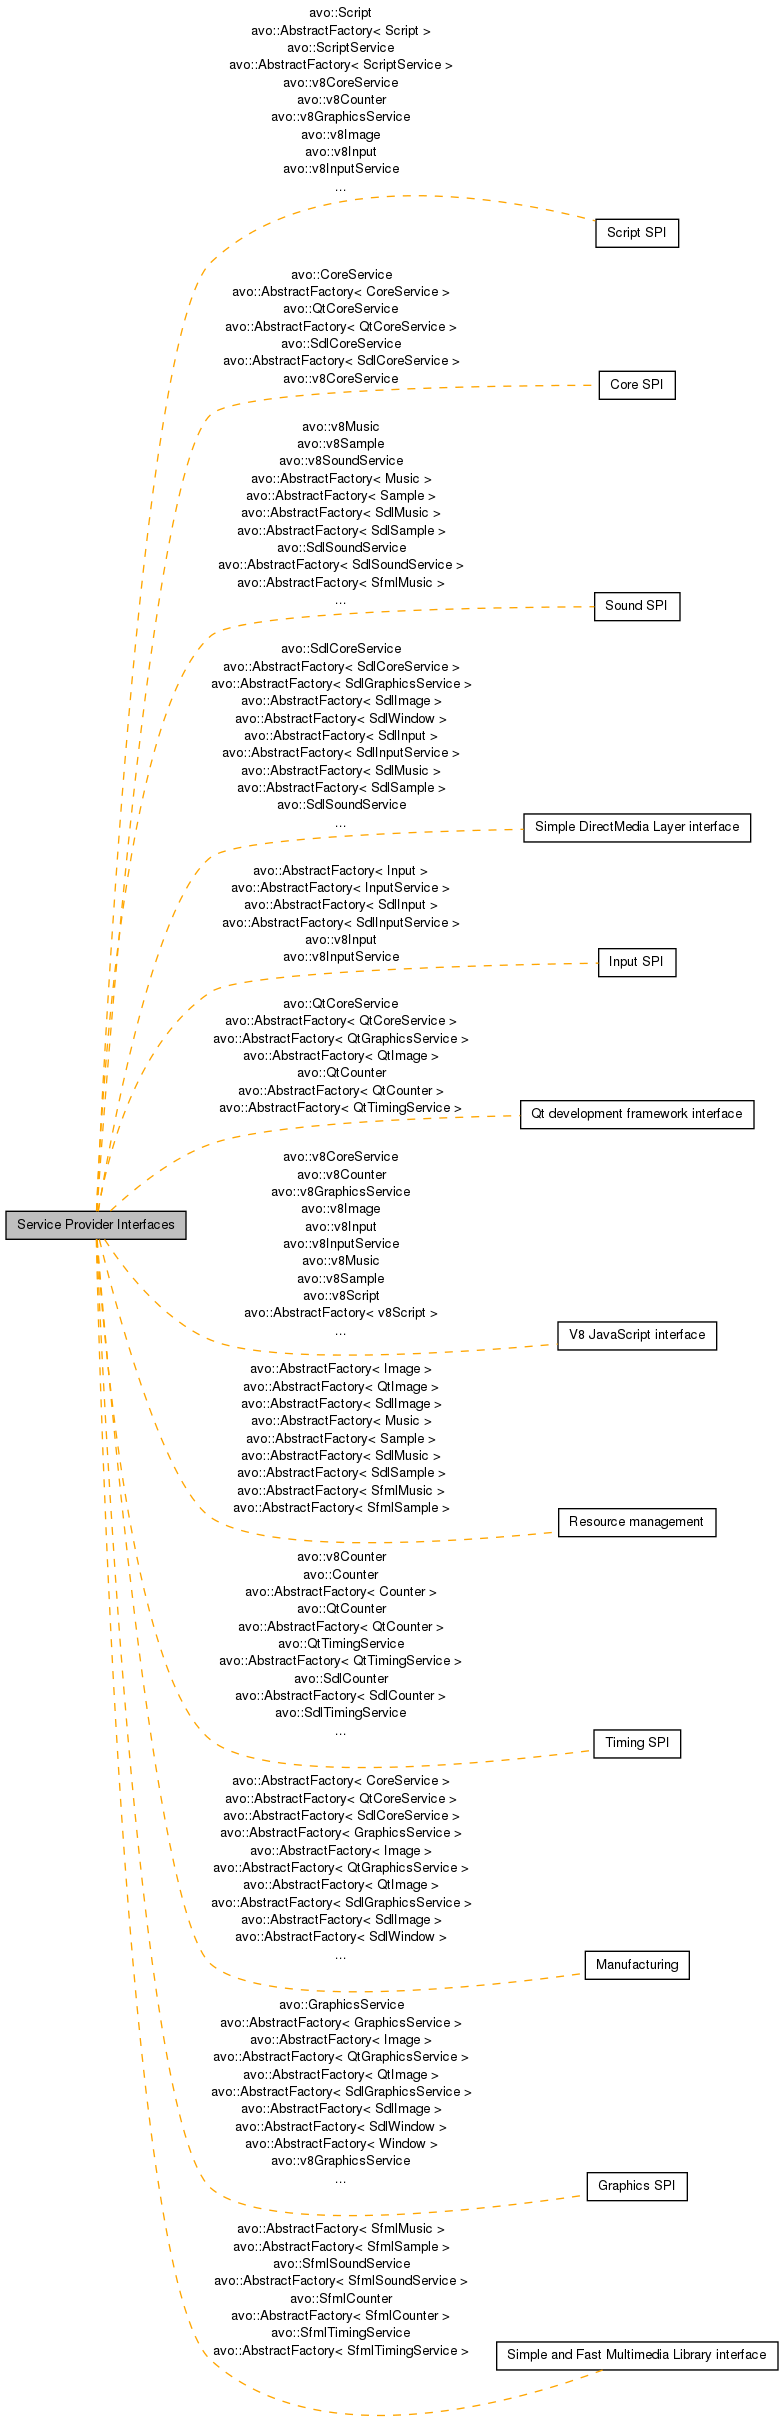 avo::Script
avo::AbstractFactory< Script >
avo::ScriptService
avo::AbstractFactory< ScriptService >
avo::v8CoreService
avo::v8Counter
avo::v8GraphicsService
avo::v8Image
avo::v8Input
avo::v8InputService
...
Script SPI
avo::CoreService
avo::AbstractFactory< CoreService >
avo::QtCoreService
avo::AbstractFactory< QtCoreService >
avo::SdlCoreService
avo::AbstractFactory< SdlCoreService >
avo::v8CoreService
Core SPI
avo::v8Music
avo::v8Sample
avo::v8SoundService
avo::AbstractFactory< Music >
avo::AbstractFactory< Sample >
avo::AbstractFactory< SdlMusic >
avo::AbstractFactory< SdlSample >
avo::SdlSoundService
avo::AbstractFactory< SdlSoundService >
avo::AbstractFactory< SfmlMusic >
...
Sound SPI
avo::SdlCoreService
avo::AbstractFactory< SdlCoreService >
avo::AbstractFactory< SdlGraphicsService >
avo::AbstractFactory< SdlImage >
avo::AbstractFactory< SdlWindow >
avo::AbstractFactory< SdlInput >
avo::AbstractFactory< SdlInputService >
avo::AbstractFactory< SdlMusic >
avo::AbstractFactory< SdlSample >
avo::SdlSoundService
...
Simple DirectMedia Layer interface
avo::AbstractFactory< Input >
avo::AbstractFactory< InputService >
avo::AbstractFactory< SdlInput >
avo::AbstractFactory< SdlInputService >
avo::v8Input
avo::v8InputService
Input SPI
avo::QtCoreService
avo::AbstractFactory< QtCoreService >
avo::AbstractFactory< QtGraphicsService >
avo::AbstractFactory< QtImage >
avo::QtCounter
avo::AbstractFactory< QtCounter >
avo::AbstractFactory< QtTimingService >
Qt development framework interface
avo::v8CoreService
avo::v8Counter
avo::v8GraphicsService
avo::v8Image
Service Provider Interfaces
avo::v8Input
avo::v8InputService
avo::v8Music
avo::v8Sample
avo::v8Script
avo::AbstractFactory< v8Script >
...
V8 JavaScript interface
avo::AbstractFactory< Image >
avo::AbstractFactory< QtImage >
avo::AbstractFactory< SdlImage >
avo::AbstractFactory< Music >
avo::AbstractFactory< Sample >
avo::AbstractFactory< SdlMusic >
avo::AbstractFactory< SdlSample >
avo::AbstractFactory< SfmlMusic >
avo::AbstractFactory< SfmlSample >
Resource management
avo::v8Counter
avo::Counter
avo::AbstractFactory< Counter >
avo::QtCounter
avo::AbstractFactory< QtCounter >
avo::QtTimingService
avo::AbstractFactory< QtTimingService >
avo::SdlCounter
avo::AbstractFactory< SdlCounter >
avo::SdlTimingService
...
Timing SPI
avo::AbstractFactory< CoreService >
avo::AbstractFactory< QtCoreService >
avo::AbstractFactory< SdlCoreService >
avo::AbstractFactory< GraphicsService >
avo::AbstractFactory< Image >
avo::AbstractFactory< QtGraphicsService >
avo::AbstractFactory< QtImage >
avo::AbstractFactory< SdlGraphicsService >
avo::AbstractFactory< SdlImage >
avo::AbstractFactory< SdlWindow >
...
Manufacturing
avo::GraphicsService
avo::AbstractFactory< GraphicsService >
avo::AbstractFactory< Image >
avo::AbstractFactory< QtGraphicsService >
avo::AbstractFactory< QtImage >
avo::AbstractFactory< SdlGraphicsService >
avo::AbstractFactory< SdlImage >
avo::AbstractFactory< SdlWindow >
avo::AbstractFactory< Window >
avo::v8GraphicsService
...
Graphics SPI
avo::AbstractFactory< SfmlMusic >
avo::AbstractFactory< SfmlSample >
avo::SfmlSoundService
avo::AbstractFactory< SfmlSoundService >
avo::SfmlCounter
avo::AbstractFactory< SfmlCounter >
avo::SfmlTimingService
avo::AbstractFactory< SfmlTimingService >
Simple and Fast Multimedia Library interface